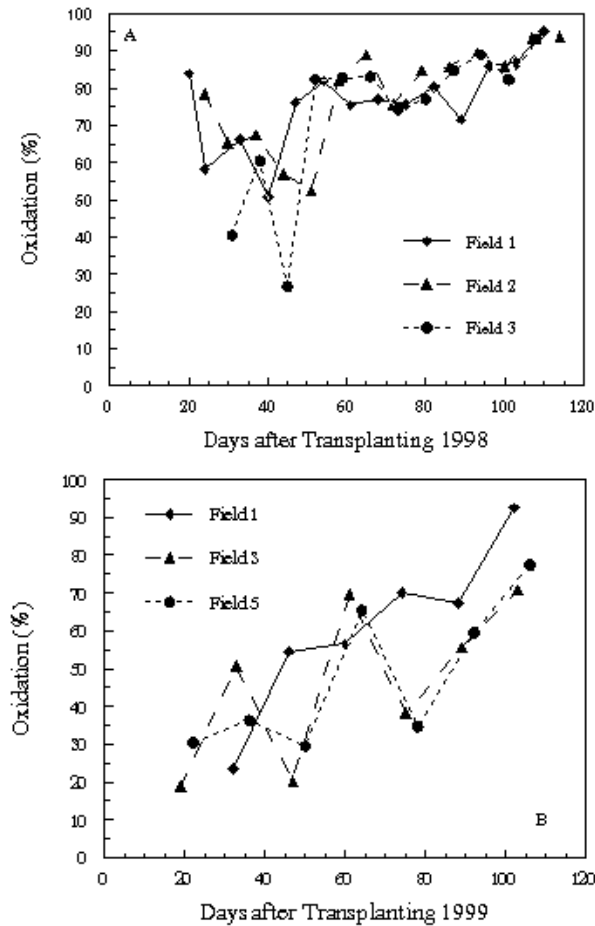 A
100
90
80
70
60
50
40
30
20
10
0
Oxidation (%)
Field 1
Field 2
Field 3
0 20 40 60 80 100 120
Days after Transplanting 1998
100
90
80
70
60
50
40
30
20
10
0
Oxidation (%)
Field 1
Field 3
Field 5
B
0 20 40 60 80 100 120
Days after Transplanting 1999